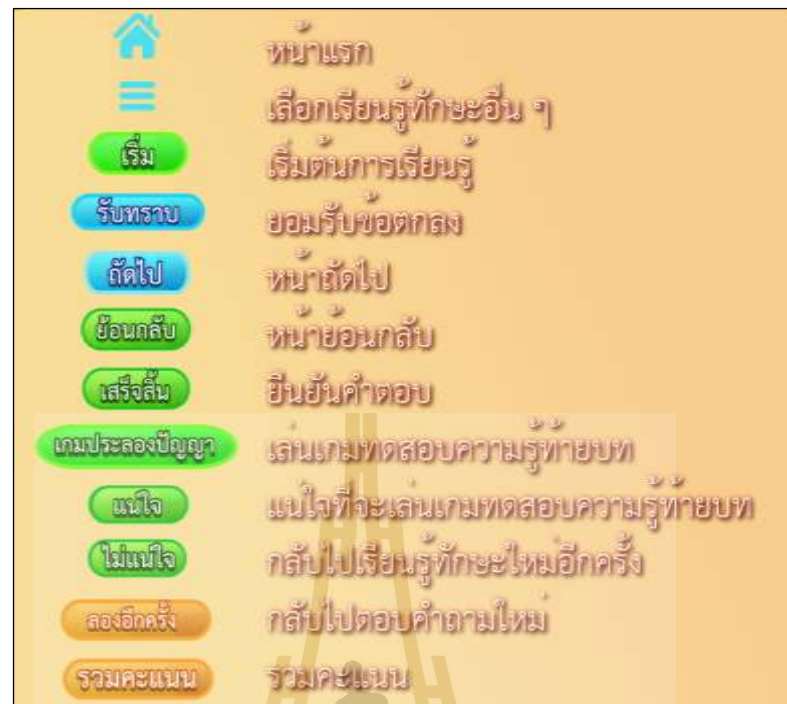 หน้าแรก
เลือกเรียนรู้ทักษะอื่น ๆ
เริ่ม เริ่มต้นการเรียนรู้
รับทราบ ยอมรับข้อตกลง
ถัดไป หน้าถัดไป
ย้อนกลับ หน้าย้อนกลับ
เสร็จสิ้น ยืนยันคำตอบ
เกมประลองปัญญา เล่นเกมทดสอบความรู้ท้ายบท
แน่ใจ แน่ใจที่จะเล่นเกมทดสอบความรู้ท้ายบท
ไม่แน่ใจ กลับไปเรียนรู้ทักษะใหม่อีกครั้ง
ลองอีกครั้ง กลับไปตอบคำถามใหม่
รวมคะแนน รวมคะแนน